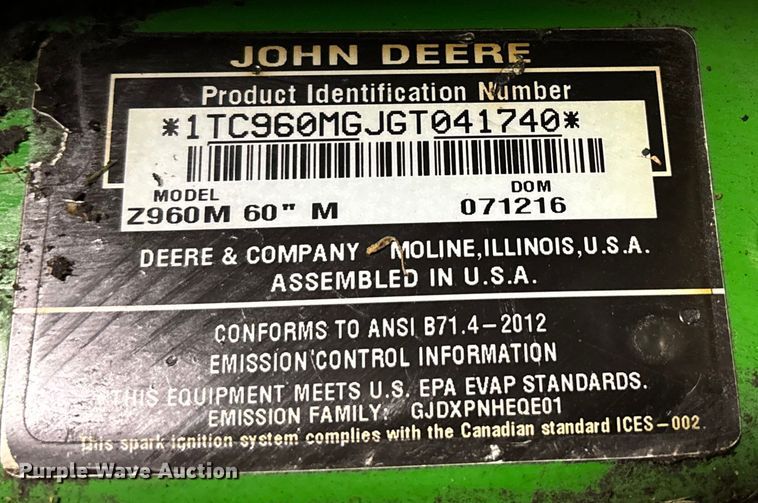 JOHN DEERE
Product Identification Number
*1TC960MGJGT041740*
MODEL DOM
Z960M 60" M 071216
DEERE & COMPANY MOLINE, ILLINOIS, U.S.A.
ASSEMBLED IN U.S.A.
CONFORMS TO ANSI B71.4-2012
EMISSION CONTROL INFORMATION
THIS EQUIPMENT MEETS U.S. EPA EVAP STANDARDS.
EMISSION FAMILY: GJDXPNHEQE01
This spark ignition system complies with the Canadian standard ICES-002.
Purple Wave Auction